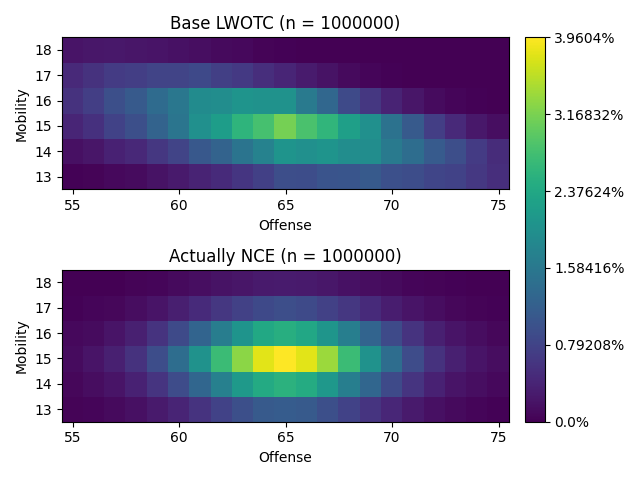 Base LWOTC (n = 1000000)
Mobility
18
17
16
15
14
13
55 60 65 70 75
Offense
Actually NCE (n = 1000000)
Mobility
18
17
16
15
14
13
55 60 65 70 75
Offense
3.9604%
3.16832%
2.37624%
1.58416%
0.79208%
0.0%